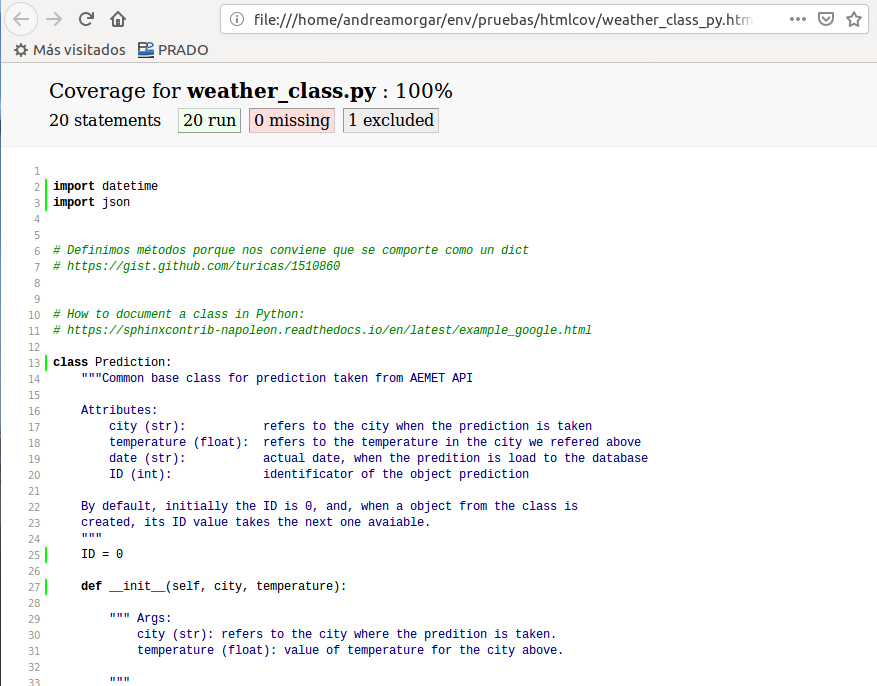 file:///home/andreamorgar/env/pruebas/htmlcov/weather_class_py.htm
Más visitados PRADO
Coverage for weather_class.py : 100%
20 statements 20 run 0 missing 1 excluded
1
2 import datetime
3 import json
4
5
6 # Definimos métodos porque nos conviene que se comporte como un dict
7 # https://gist.github.com/turicas/1510860
8
9
10 # How to document a class in Python:
11 # https://sphinxcontrib-napoleon.readthedocs.io/en/latest/example_google.html
12
13 class Prediction:
14 """Common base class for prediction taken from AEMET API
15
16 Attributes:
17 city (str): refers to the city when the prediction is taken
18 temperature (float): refers to the temperature in the city we refered above
19 date (str): actual date, when the predition is load to the database
20 ID (int): identificator of the object prediction
21
22 By default, initially the ID is 0, and, when a object from the class is
23 created, its ID value takes the next one avaiable.
24 """
25 ID = 0
26
27 def __init__(self, city, temperature):
28
29 """ Args:
30 city (str): refers to the city where the predition is taken.
31 temperature (float): value of temperature for the city above.
32
33 """